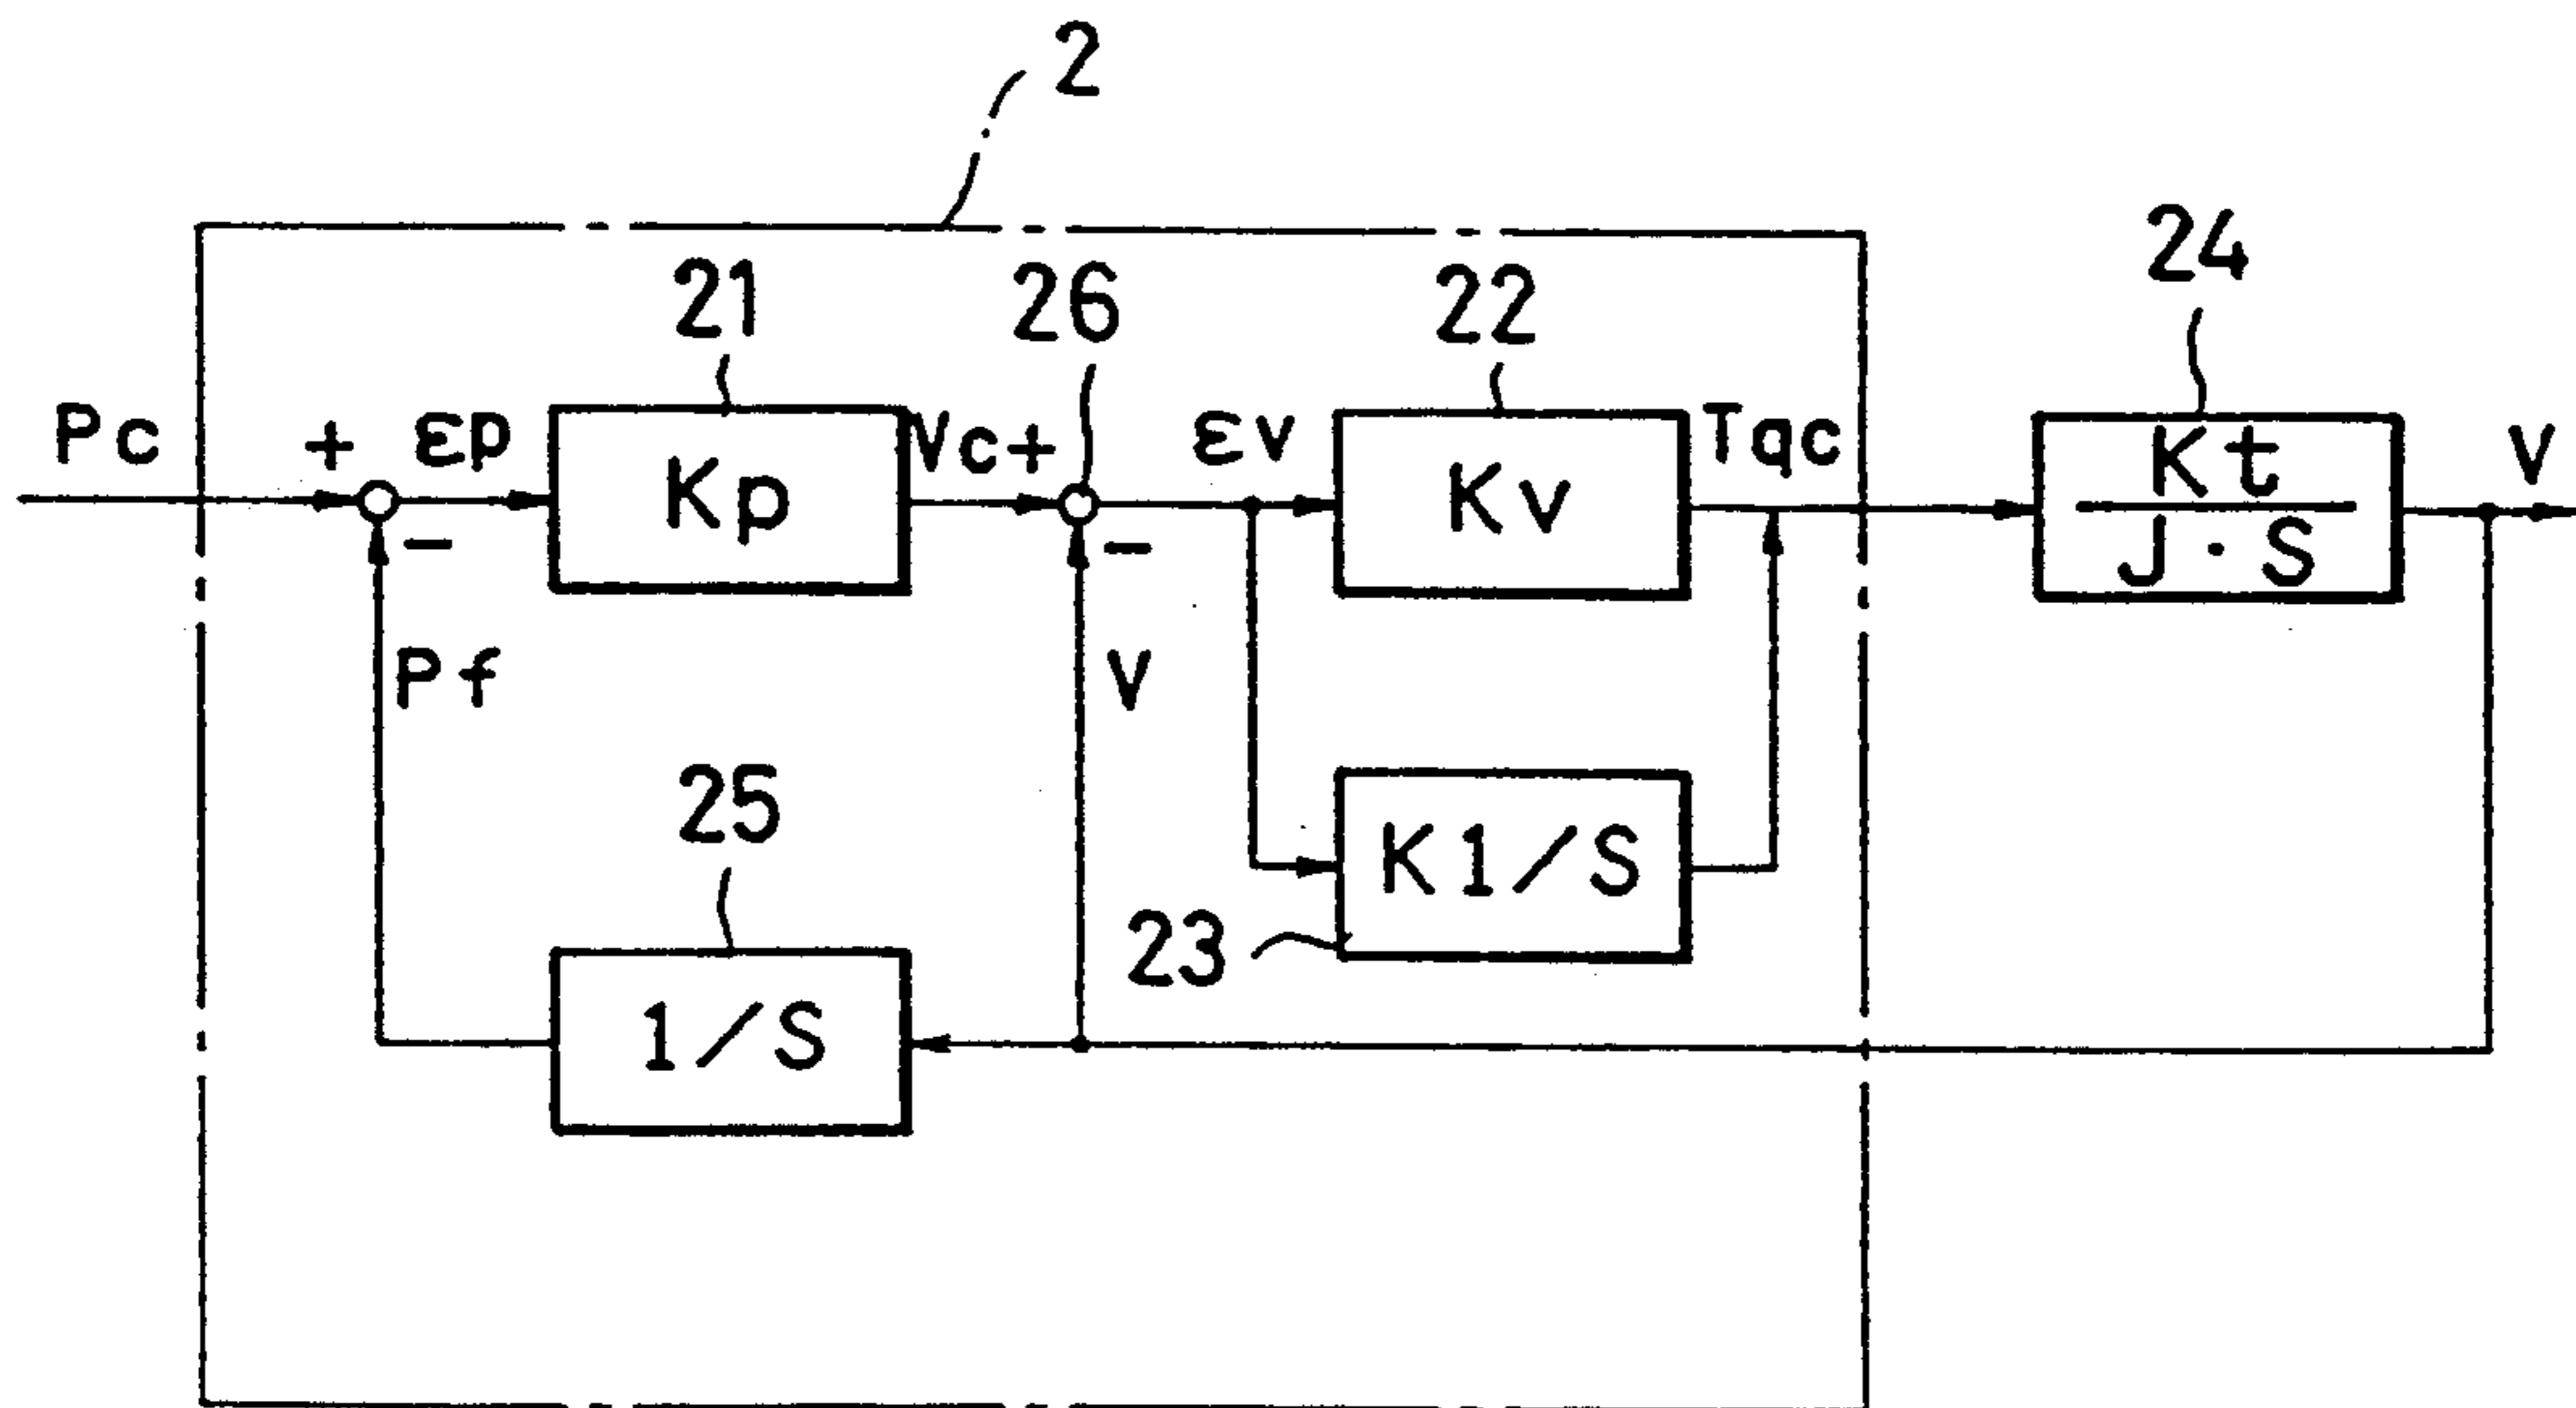 2
21
26
22
24
Pc
+
εp
Kp
Vc+
εv
Kv
Tqc
Kt
J·S
V
-
-
Pf
V
25
K1/S
23
1/S